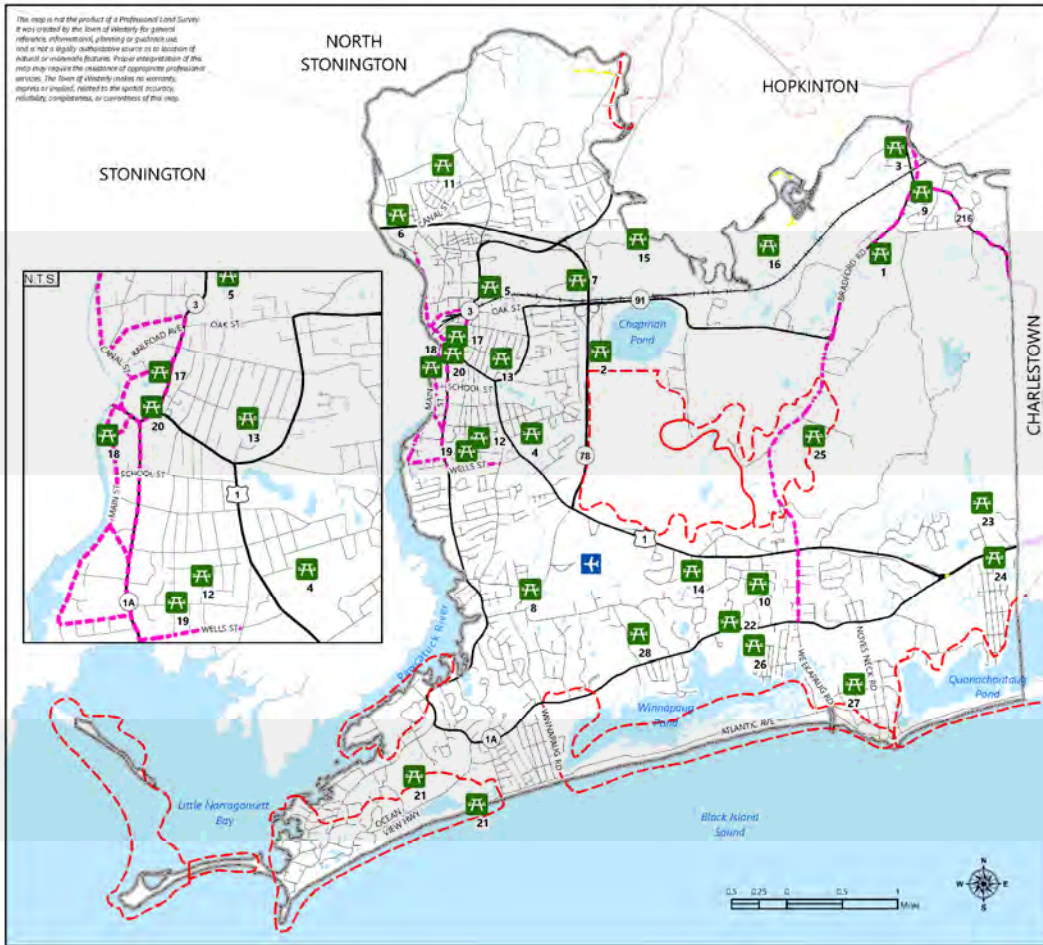 This map is not the product of a Professional Land Survey.
It was created by the Town of Westerly for general
reference, informational, planning or guidance use,
and is not a legally authoritative source as to location of
natural or manmade features. Proper interpretation of this
map may require the assistance of appropriate professional
services. The Town of Westerly makes no warranty,
express or implied, related to the spatial accuracy,
reliability, completeness, or currentness of this map.
NORTH
STONINGTON
HOPKINTON
STONINGTON
CHARLESTOWN
3
11
9
216
6
CANAL ST
15
16
1
BRADFORD RD
7
5
91
OAK ST
3
Chapman
Pond
17
18
20
13
2
SCHOOL ST
MAIN
ST
12
4
19
WELLS ST
78
25
23
1
24
14
10
8
22
28
26
Pawcatuck River
WEEKAPAUG RD
NOYES NECK RD
27
Quonochontaug
Pond
Winnapaug
Pond
WINNAPAUG RD
ATLANTIC AVE
1A
21
21
OCEAN
VIEW HWY
Little Narragansett
Bay
Block Island
Sound
N.T.S
5
3
OAK ST
RAILROAD AVE
CANAL ST
17
20
13
18
SCHOOL ST
1
MAIN ST
12
4
1A
19
WELLS ST
0.5 0.25 0 0.5 1
Miles
N
W E
S